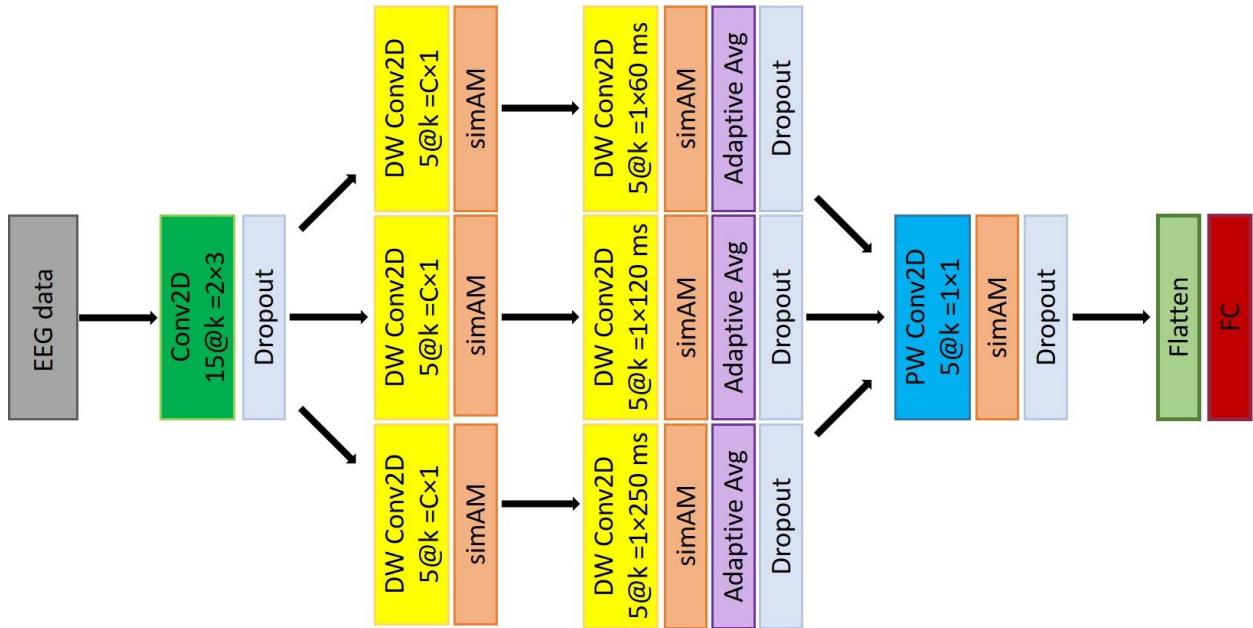 EEG data
Conv2D
15@k =2×3
Dropout
DW Conv2D
5@k =C×1
simAM
DW Conv2D
5@k =1×60 ms
simAM
Adaptive Avg
Dropout
DW Conv2D
5@k =C×1
simAM
DW Conv2D
5@k =1×120 ms
simAM
Adaptive Avg
Dropout
DW Conv2D
5@k =C×1
simAM
DW Conv2D
5@k =1×250 ms
simAM
Adaptive Avg
Dropout
PW Conv2D
5@k =1×1
simAM
Dropout
Flatten
FC